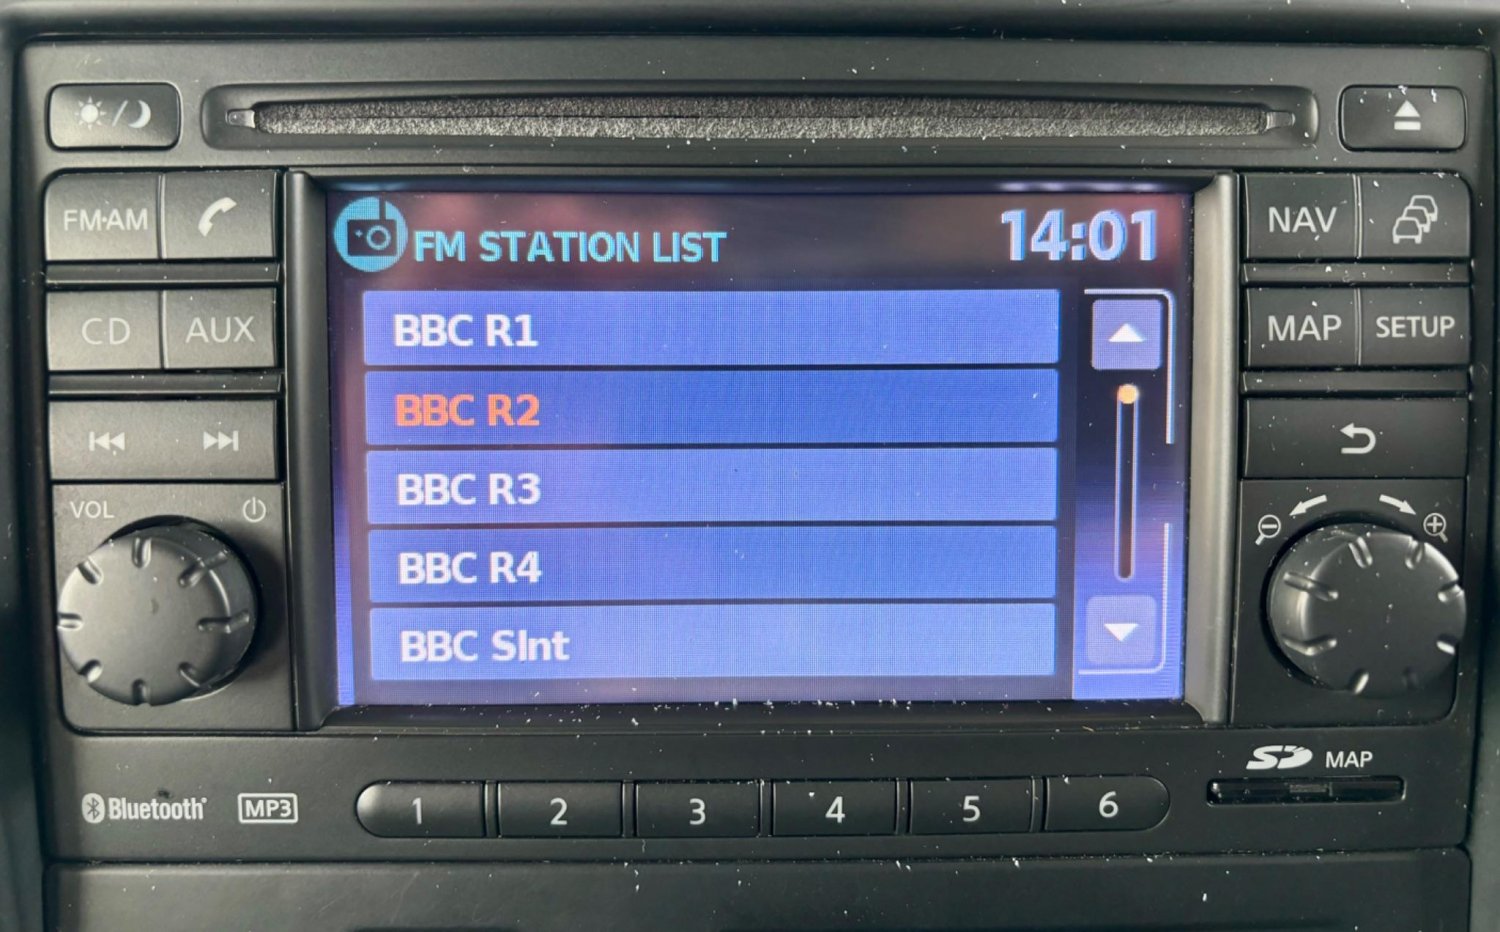 FM·AM
CD AUX
VOL
FM STATION LIST 14:01
BBC R1
BBC R2
BBC R3
BBC R4
BBC SInt
NAV
MAP SETUP
SD MAP
Bluetooth MP3
1 2 3 4 5 6